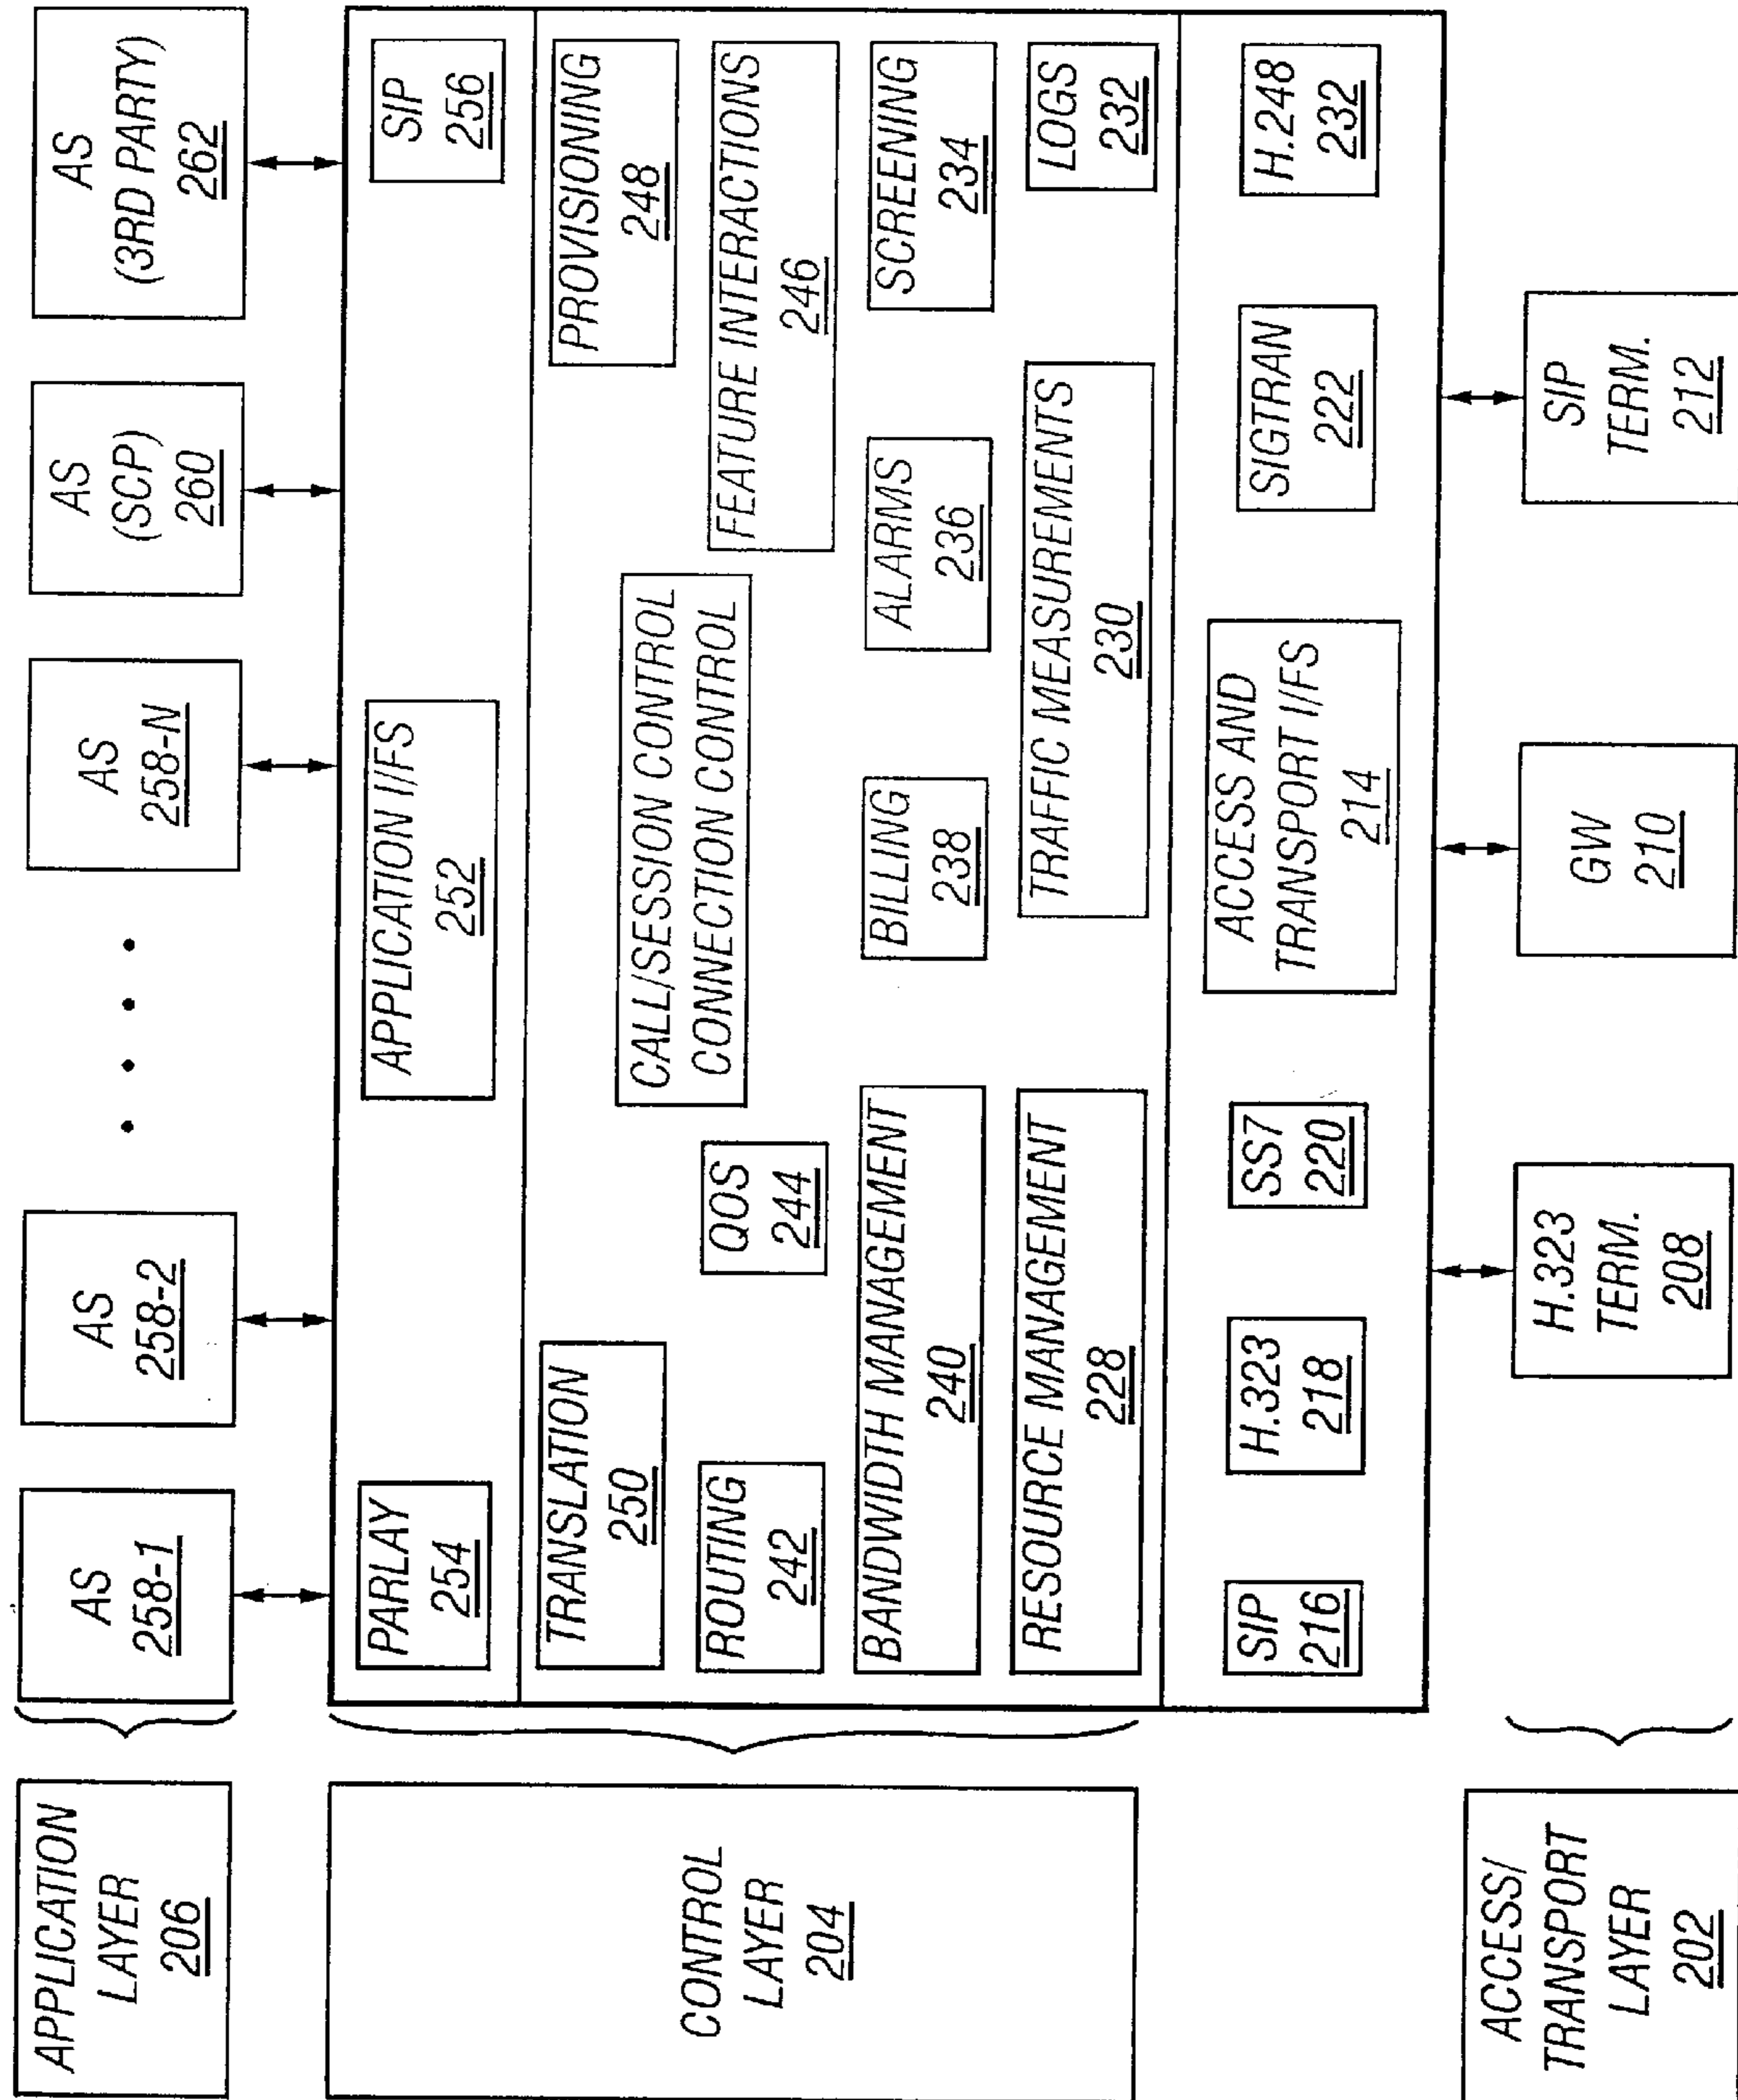 APPLICATION
LAYER
206
AS
258-1
AS
258-2
AS
258-N
AS
(SCP)
260
AS
(3RD PARTY)
262
CONTROL
LAYER
204
PARLAY
254
APPLICATION I/FS
252
SIP
256
TRANSLATION
250
CALL/SESSION CONTROL
CONNECTION CONTROL
PROVISIONING
248
ROUTING
242
QOS
244
FEATURE INTERACTIONS
246
BANDWIDTH MANAGEMENT
240
BILLING
238
ALARMS
236
SCREENING
234
RESOURCE MANAGEMENT
228
TRAFFIC MEASUREMENTS
230
LOGS
232
SIP
216
H.323
218
SS7
220
ACCESS AND
TRANSPORT I/FS
214
SIGTRAN
222
H.248
232
ACCESS/
TRANSPORT
LAYER
202
H.323
TERM.
208
GW
210
SIP
TERM.
212